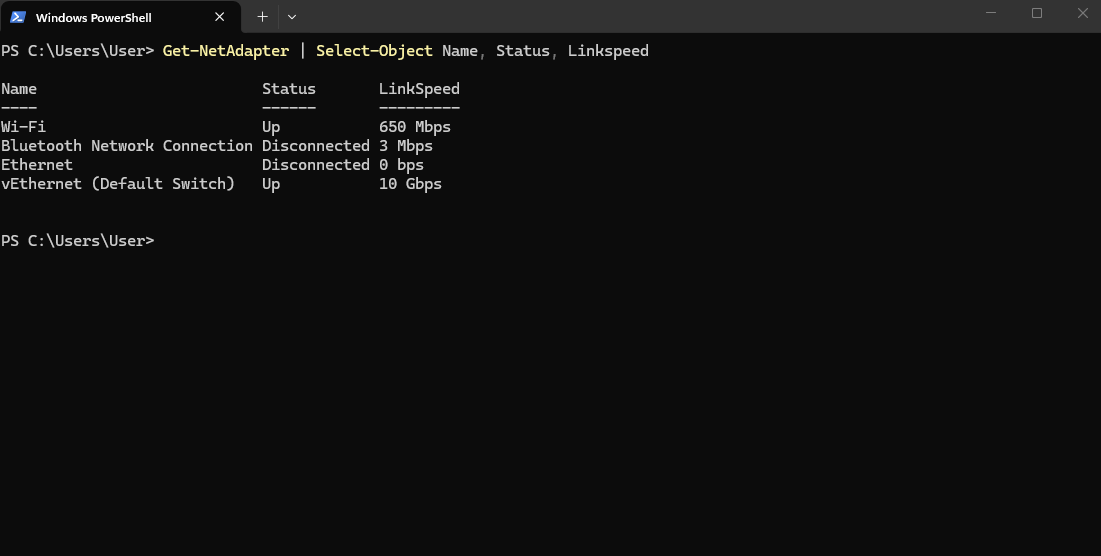 Windows PowerShell
PS C:\Users\User> Get-NetAdapter | Select-Object Name, Status, Linkspeed
Name                         Status       LinkSpeed
----                         ------       ---------
Wi-Fi                        Up           650 Mbps
Bluetooth Network Connection Disconnected 3 Mbps
Ethernet                     Disconnected 0 bps
vEthernet (Default Switch)   Up           10 Gbps
PS C:\Users\User>